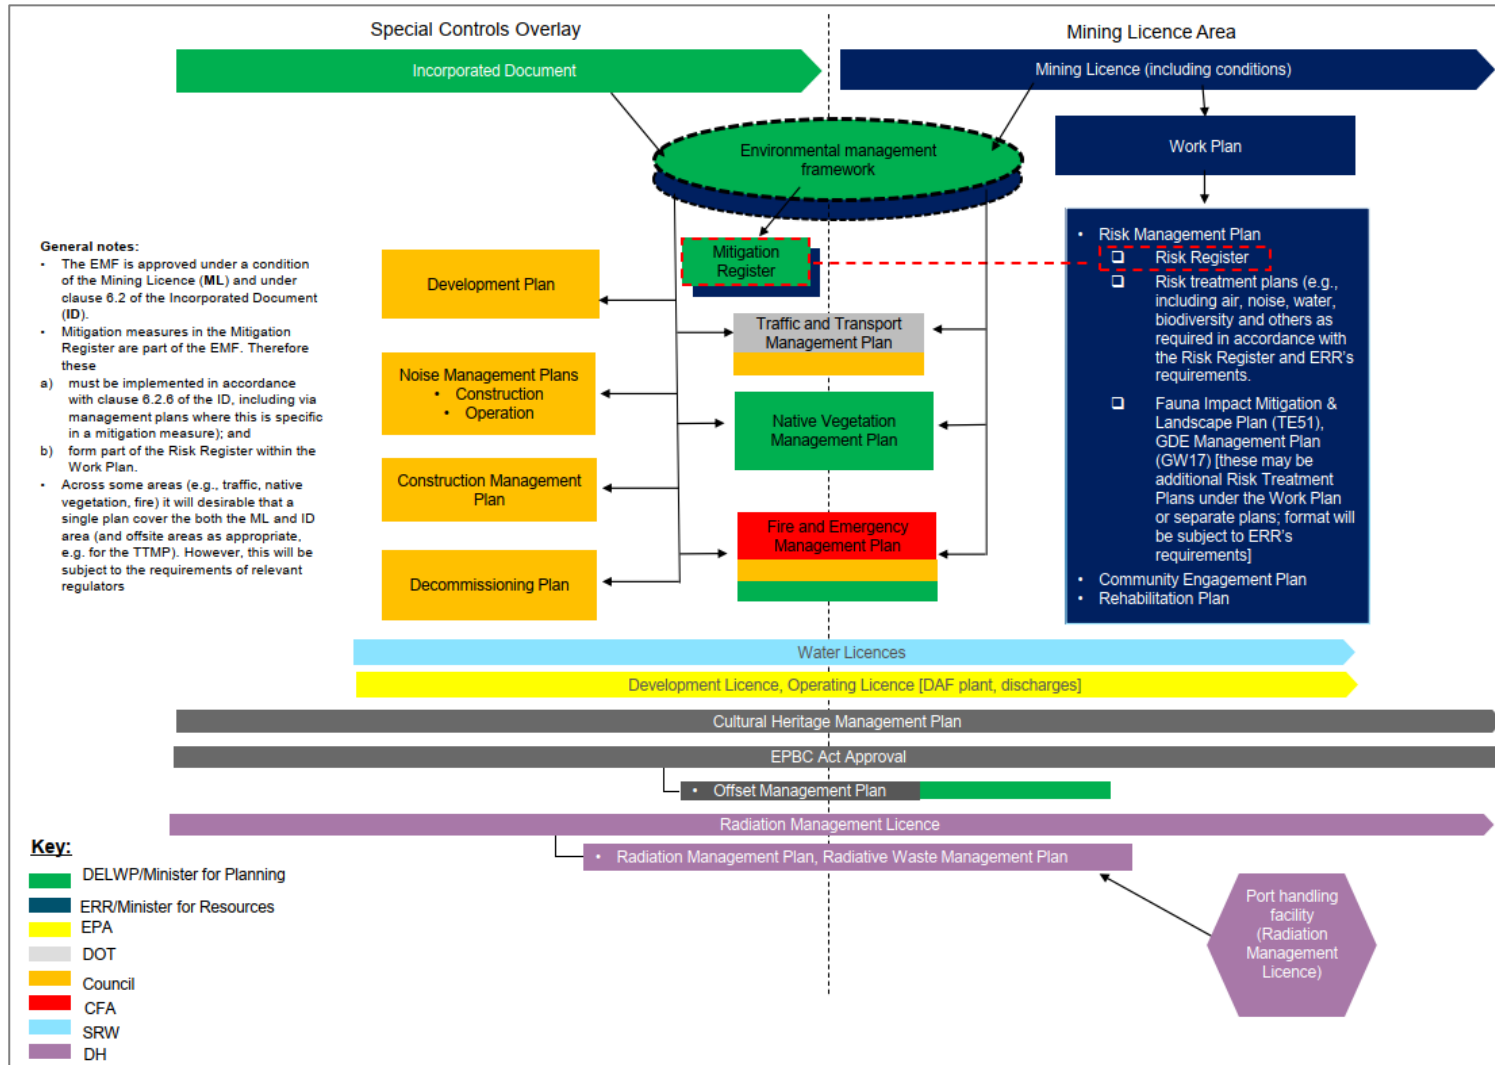 Special Controls Overlay
Mining Licence Area
Incorporated Document
Mining Licence (including conditions)
Environmental management
framework
Work Plan
General notes:
• The EMF is approved under a condition
of the Mining Licence (ML) and under
clause 6.2 of the Incorporated Document
(ID).
• Mitigation measures in the Mitigation
Register are part of the EMF. Therefore
these
a) must be implemented in accordance
with clause 6.2.6 of the ID, including via
management plans where this is specific
in a mitigation measure); and
b) form part of the Risk Register within the
Work Plan.
• Across some areas (e.g., traffic, native
vegetation, fire) it will desirable that a
single plan cover the both the ML and ID
area (and offsite areas as appropriate,
e.g. for the TTMP). However, this will be
subject to the requirements of relevant
regulators
Development Plan
Noise Management Plans
• Construction
• Operation
Construction Management
Plan
Decommissioning Plan
Mitigation
Register
Traffic and Transport
Management Plan
Native Vegetation
Management Plan
Fire and Emergency
Management Plan
• Risk Management Plan
❑ Risk Register
❑ Risk treatment plans (e.g.,
including air, noise, water,
biodiversity and others as
required in accordance with
the Risk Register and ERR's
requirements.
❑ Fauna Impact Mitigation &
Landscape Plan (TE51),
GDE Management Plan
(GW17) [these may be
additional Risk Treatment
Plans under the Work Plan
or separate plans; format will
be subject to ERR's
requirements]
• Community Engagement Plan
• Rehabilitation Plan
Water Licences
Development Licence, Operating Licence [DAF plant, discharges]
Cultural Heritage Management Plan
EPBC Act Approval
• Offset Management Plan
Radiation Management Licence
• Radiation Management Plan, Radiative Waste Management Plan
Port handling
facility
(Radiation
Management
Licence)
Key:
DELWP/Minister for Planning
ERR/Minister for Resources
EPA
DOT
Council
CFA
SRW
DH